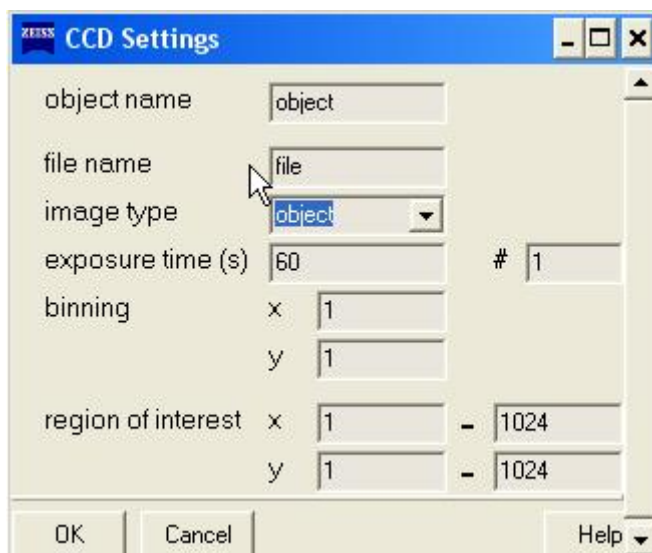 ZEISS CCD Settings
object name object
file name file
image type object
exposure time (s) 60 # 1
binning x 1
y 1
region of interest x 1 - 1024
y 1 - 1024
OK Cancel Help